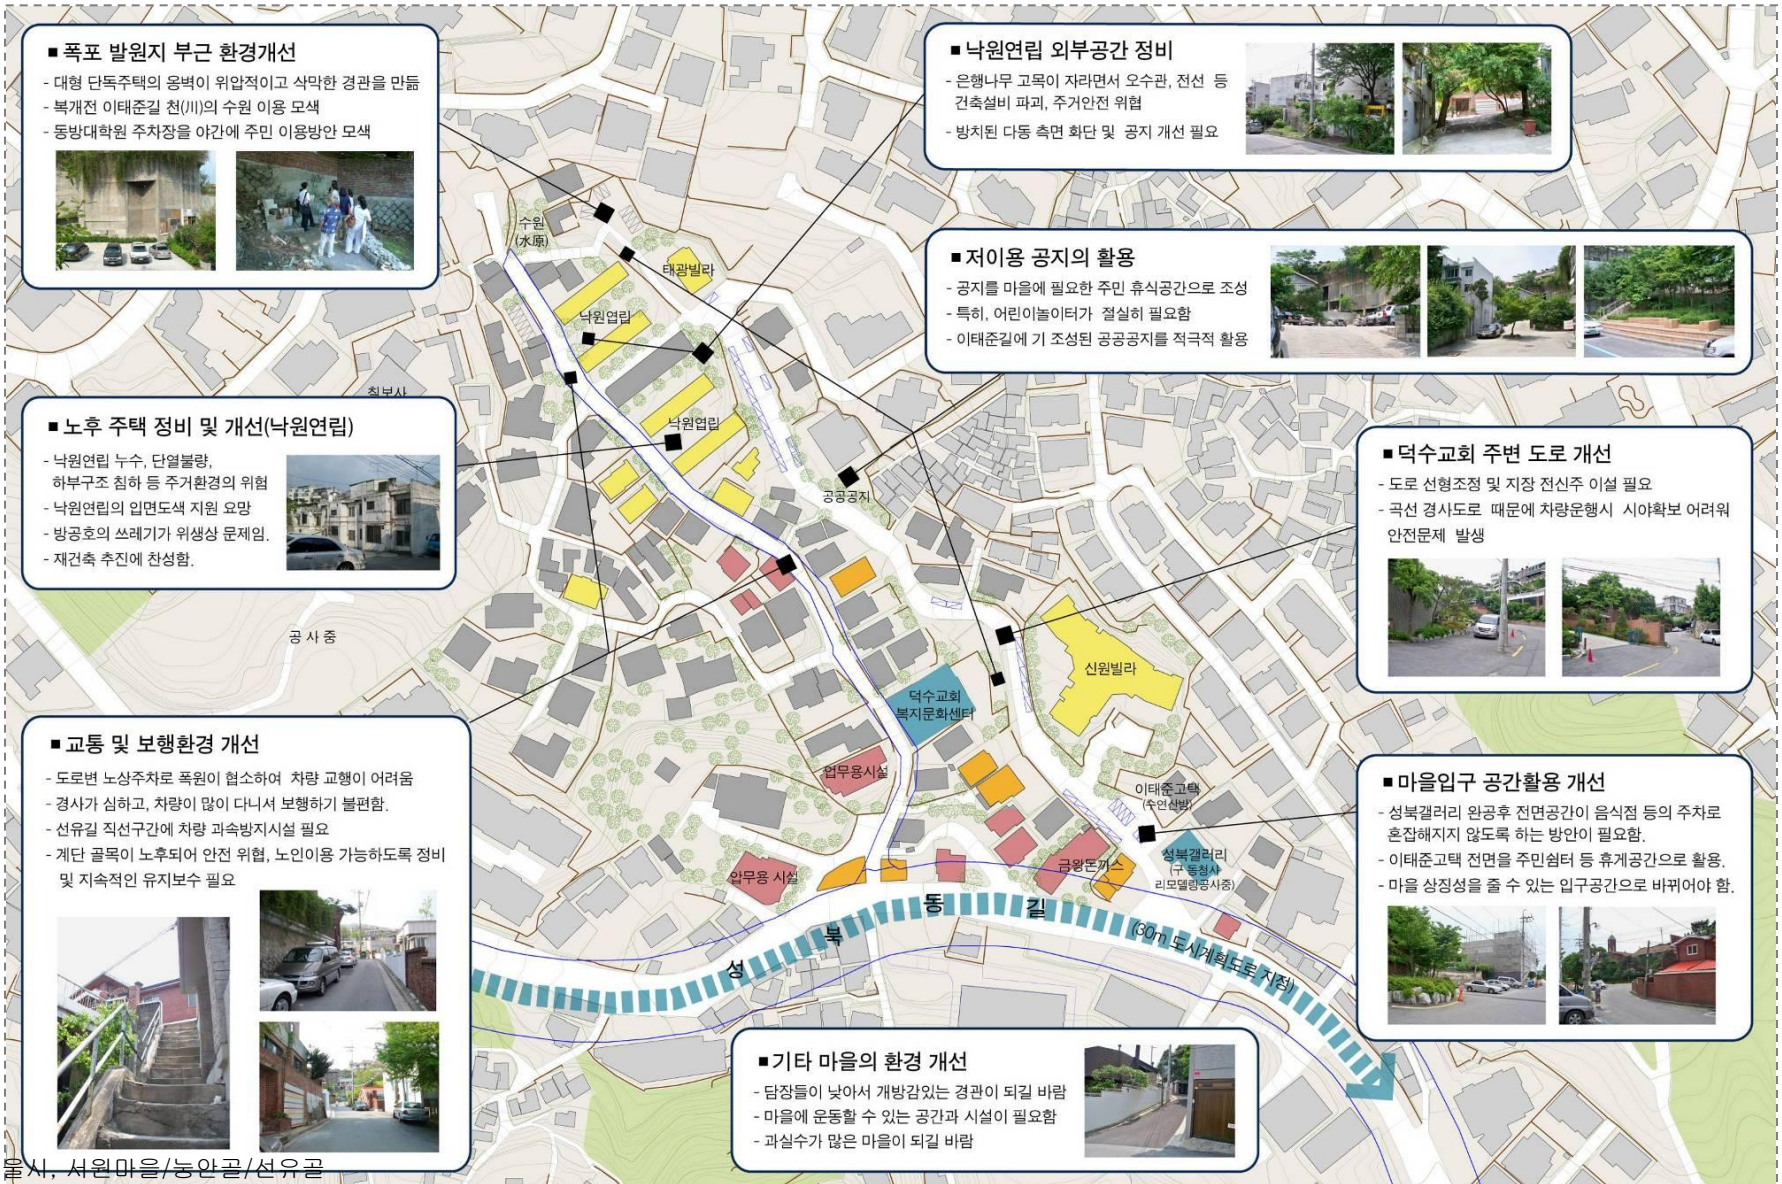 ■ 폭포 발원지 부근 환경개선
- 대형 단독주택의 옹벽이 위압적이고 삭막한 경관을 만듦
- 복개전 이태준길 천(川)의 수원 이용 모색
- 동방대학원 주차장을 야간에 주민 이용방안 모색
■ 낙원연립 외부공간 정비
- 은행나무 고목이 자라면서 오수관, 전선 등
건축설비 파괴, 주거안전 위협
- 방치된 다동 측면 화단 및 공지 개선 필요
■ 저이용 공지의 활용
- 공지를 마을에 필요한 주민 휴식공간으로 조성
- 특히, 어린이놀이터가 절실히 필요함
- 이태준길에 기 조성된 공공공지를 적극적 활용
■ 노후 주택 정비 및 개선(낙원연립)
- 낙원연립 누수, 단열불량,
하부구조 침하 등 주거환경의 위험
- 낙원연립의 입면도색 지원 요망
- 방공호의 쓰레기가 위생상 문제임.
- 재건축 추진에 찬성함.
■ 덕수교회 주변 도로 개선
- 도로 선형조정 및 지장 전신주 이설 필요
- 곡선 경사도로 때문에 차량운행시 시야확보 어려워
안전문제 발생
■ 교통 및 보행환경 개선
- 도로변 노상주차로 폭원이 협소하여 차량 교행이 어려움
- 경사가 심하고, 차량이 많이 다니서 보행하기 불편함.
- 선유길 직선구간에 차량 과속방지시설 필요
- 계단 골목이 노후되어 안전 위협, 노인이용 가능하도록 정비
및 지속적인 유지보수 필요
■ 마을입구 공간활용 개선
- 성북갤러리 완공후 전면공간이 음식점 등의 주차로
혼잡해지지 않도록 하는 방안이 필요함.
- 이태준고택 전면을 주민쉼터 등 휴게공간으로 활용.
- 마을 상징성을 줄 수 있는 입구공간으로 바뀌어야 함.
■ 기타 마을의 환경 개선
- 담장들이 낮아서 개방감있는 경관이 되길 바람
- 마을에 운동할 수 있는 공간과 시설이 필요함
- 과실수가 많은 마을이 되길 바람
수원
(水原)
태광빌라
낙원엽립
낙원엽립
칠보사
공공공지
공 사 중
신원빌라
덕수교회
복지문화센터
업무용시설
이태준고택
(수연산방)
성북갤러리
(구 동청사
리모델링공사중)
금왕돈까스
압무용 시설
성 북 동 길
(30m 도시계획도로 지정)
울시, 서원마을/능안골/선유골